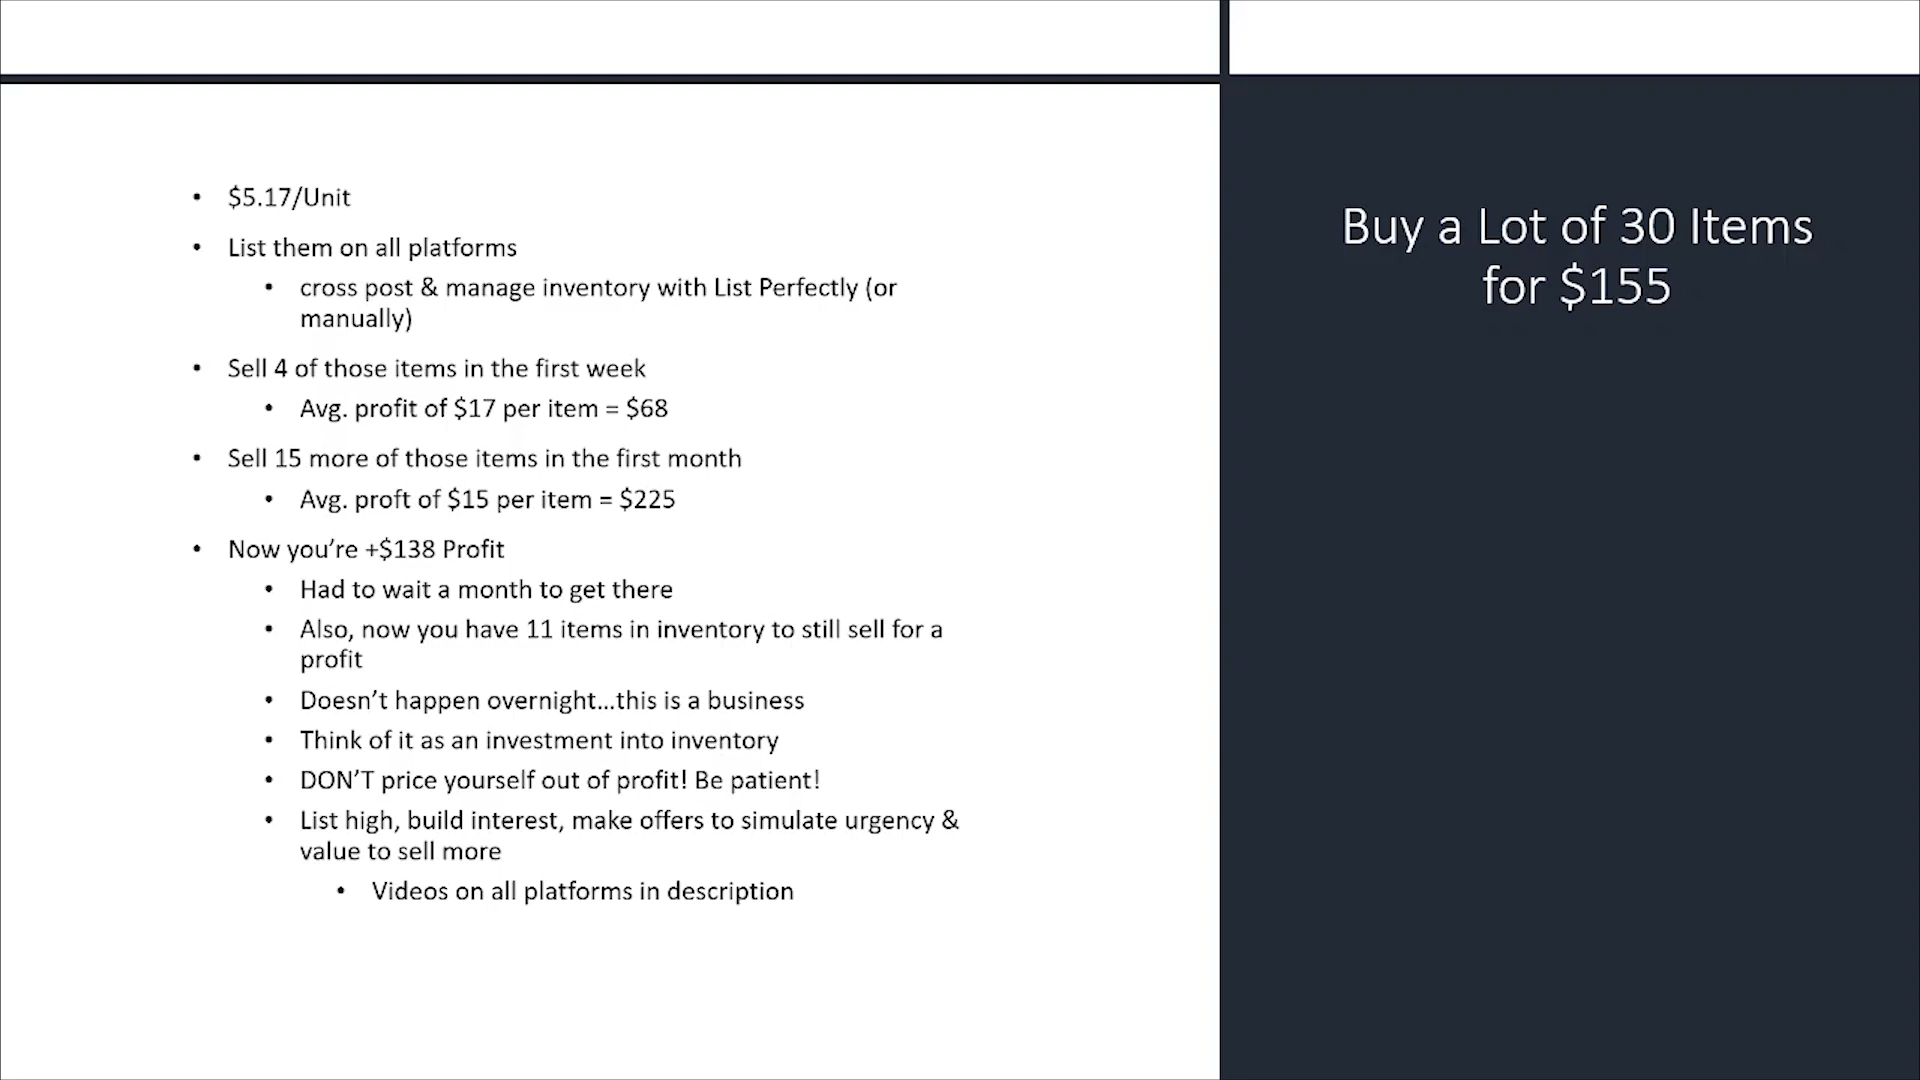 • $5.17/Unit
• List them on all platforms
• cross post & manage inventory with List Perfectly (or
manually)
• Sell 4 of those items in the first week
• Avg. profit of $17 per item = $68
• Sell 15 more of those items in the first month
• Avg. proft of $15 per item = $225
• Now you’re +$138 Profit
• Had to wait a month to get there
• Also, now you have 11 items in inventory to still sell for a
profit
• Doesn’t happen overnight...this is a business
• Think of it as an investment into inventory
• DON’T price yourself out of profit! Be patient!
• List high, build interest, make offers to simulate urgency &
value to sell more
• Videos on all platforms in description
Buy a Lot of 30 Items
for $155